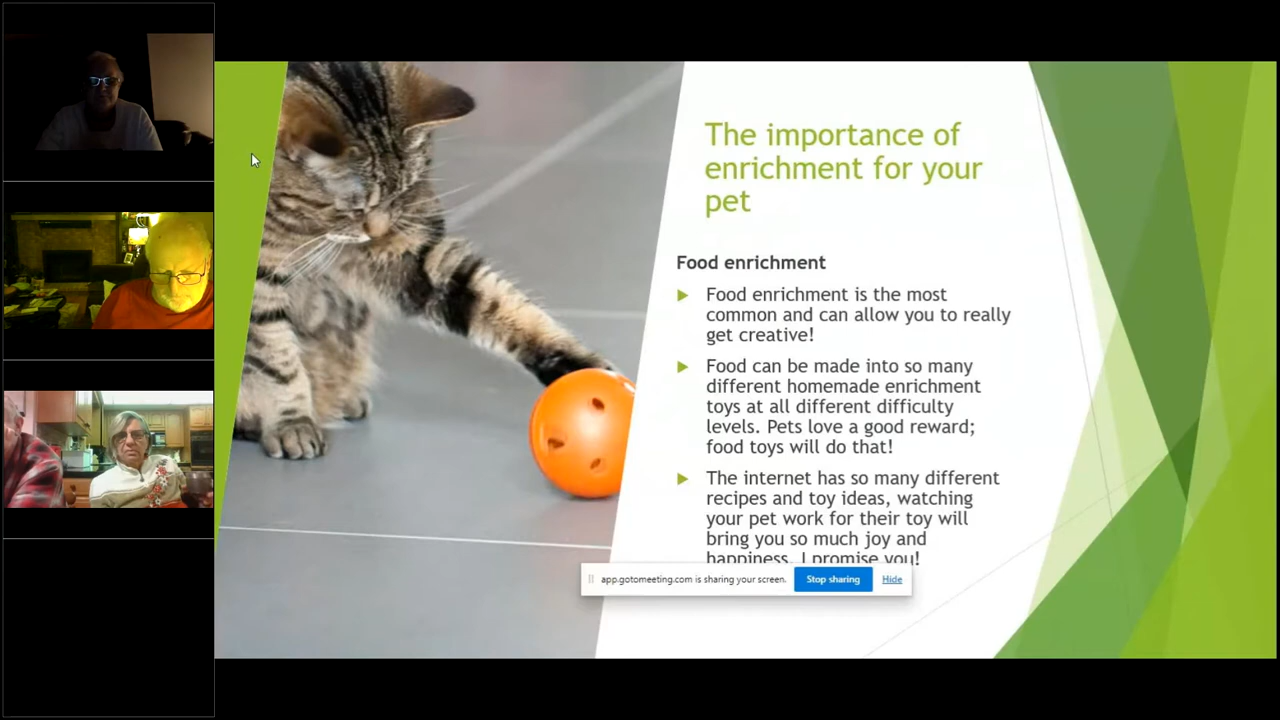 The importance of
enrichment for your
pet
Food enrichment
Food enrichment is the most
common and can allow you to really
get creative!
Food can be made into so many
different homemade enrichment
toys at all different difficulty
levels. Pets love a good reward;
food toys will do that!
The internet has so many different
recipes and toy ideas, watching
your pet work for their toy will
bring you so much joy and
happiness. I promise you!
app.gotomeeting.com is sharing your screen. Stop sharing Hide